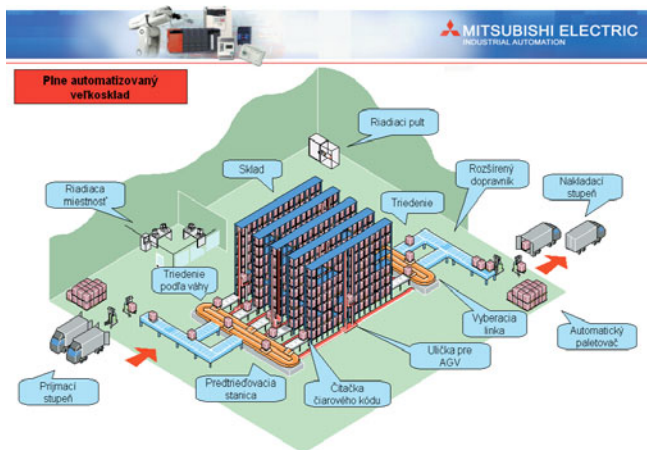 MITSUBISHI ELECTRIC
INDUSTRIAL AUTOMATION
Plne automatizovaný
veľkosklad
Riadiaci pult
Sklad
Rozšírený
dopravník
Nakladací
stupeň
Riadiaca
miestnosť
Triedenie
Triedenie
podľa váhy
Vyberacia
linka
Automatický
paletovač
Ulička pre
AGV
Príjmací
stupeň
Predtrieďovacia
stanica
Čítačka
čiarového kódu